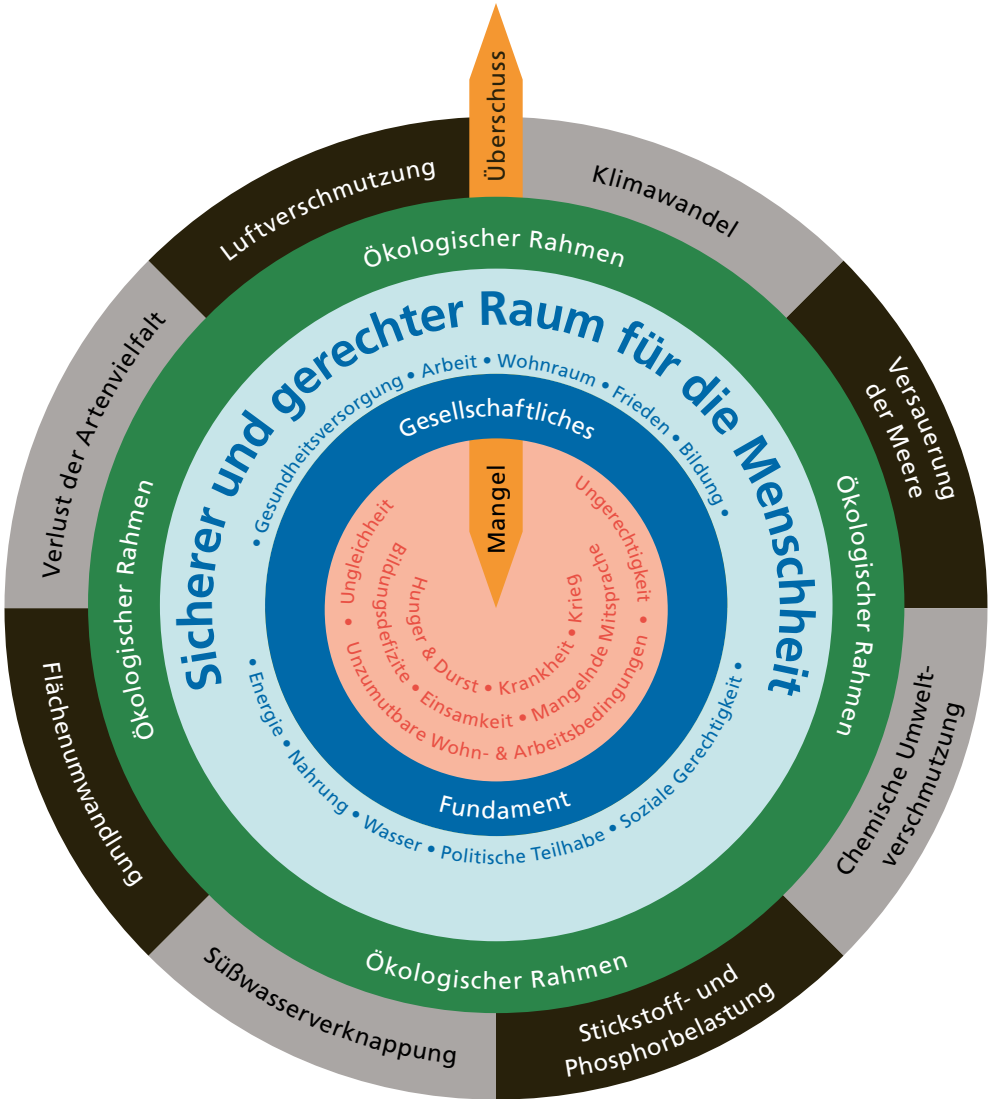 Überschuss
Klimawandel
Versauerung
der Meere
Chemische Umwelt-
verschmutzung
Stickstoff- und
Phosphorbelastung
Süßwasserverknappung
Flächenumwandlung
Verlust der Artenvielfalt
Luftverschmutzung
Ökologischer Rahmen
Ökologischer Rahmen
Ökologischer Rahmen
Ökologischer Rahmen
Sicherer und gerechter Raum für die Menschheit
• Gesundheitsversorgung • Arbeit • Wohnraum • Frieden • Bildung •
• Energie • Nahrung • Wasser • Politische Teilhabe • Soziale Gerechtigkeit •
Gesellschaftliches
Fundament
Mangel
Ungleichheit • Unzumutbare Wohn- & Arbeitsbedingungen • Ungerechtigkeit
Bildungspefizite • Einsamkeit • Mangelnde Mitsprache
Hunger & Durst • Krankheit • Krieg